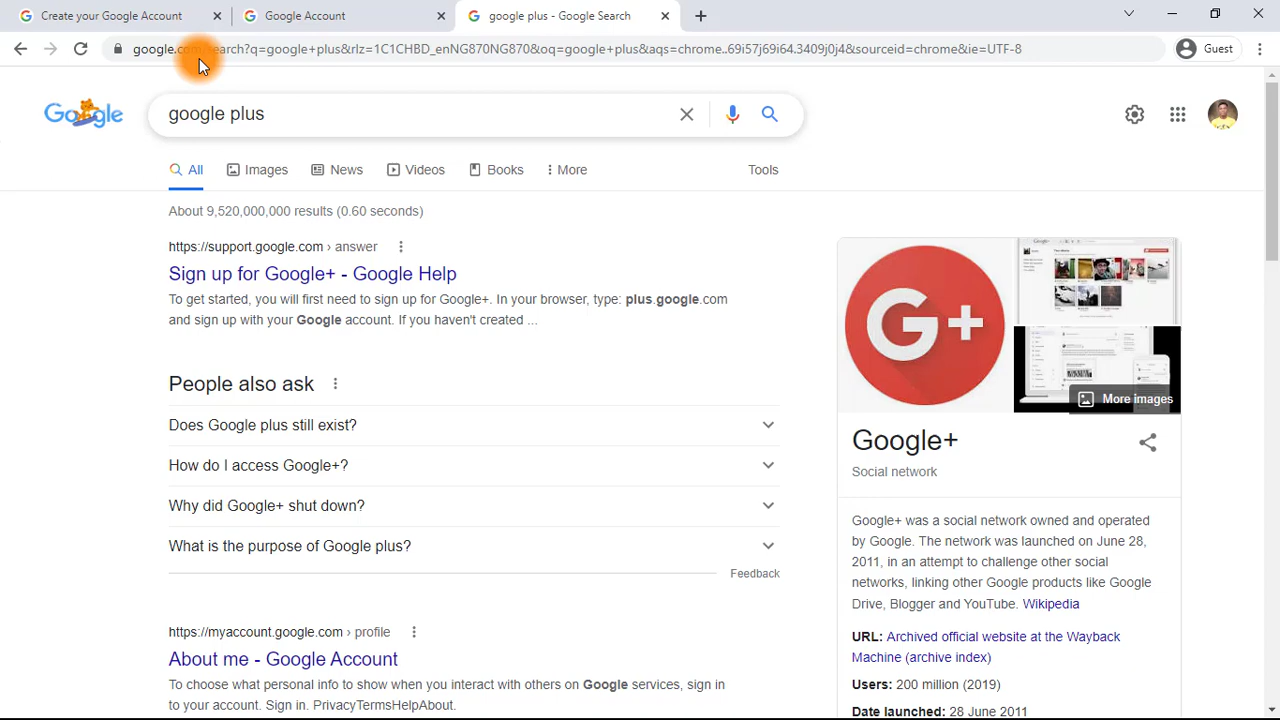 Create your Google Account
Google Account
google plus - Google Search
google.com/search?q=google+plus&rlz=1C1CHBD_enNG870NG870&oq=google+plus&aqs=chrome..69i57j69i64.3409j0j4&sourceid=chrome&ie=UTF-8
Guest
Google
google plus
All
Images
News
Videos
Books
More
Tools
About 9,520,000,000 results (0.60 seconds)
https://support.google.com › answer
Sign up for Google+ - Google Help
To get started, you will first need to sign up for Google+. In your browser, type: plus.google.com
and sign up with your Google account. If you haven't created ...
People also ask
Does Google plus still exist?
How do I access Google+?
Why did Google+ shut down?
What is the purpose of Google plus?
Feedback
https://myaccount.google.com › profile
About me - Google Account
To choose what personal info to show when you interact with others on Google services, sign in
to your account. Sign in. PrivacyTermsHelpAbout.
G+
More images
Google+
Social network
Google+ was a social network owned and operated
by Google. The network was launched on June 28,
2011, in an attempt to challenge other social
networks, linking other Google products like Google
Drive, Blogger and YouTube. Wikipedia
URL: Archived official website at the Wayback
Machine (archive index)
Users: 200 million (2019)
Date launched: 28 June 2011